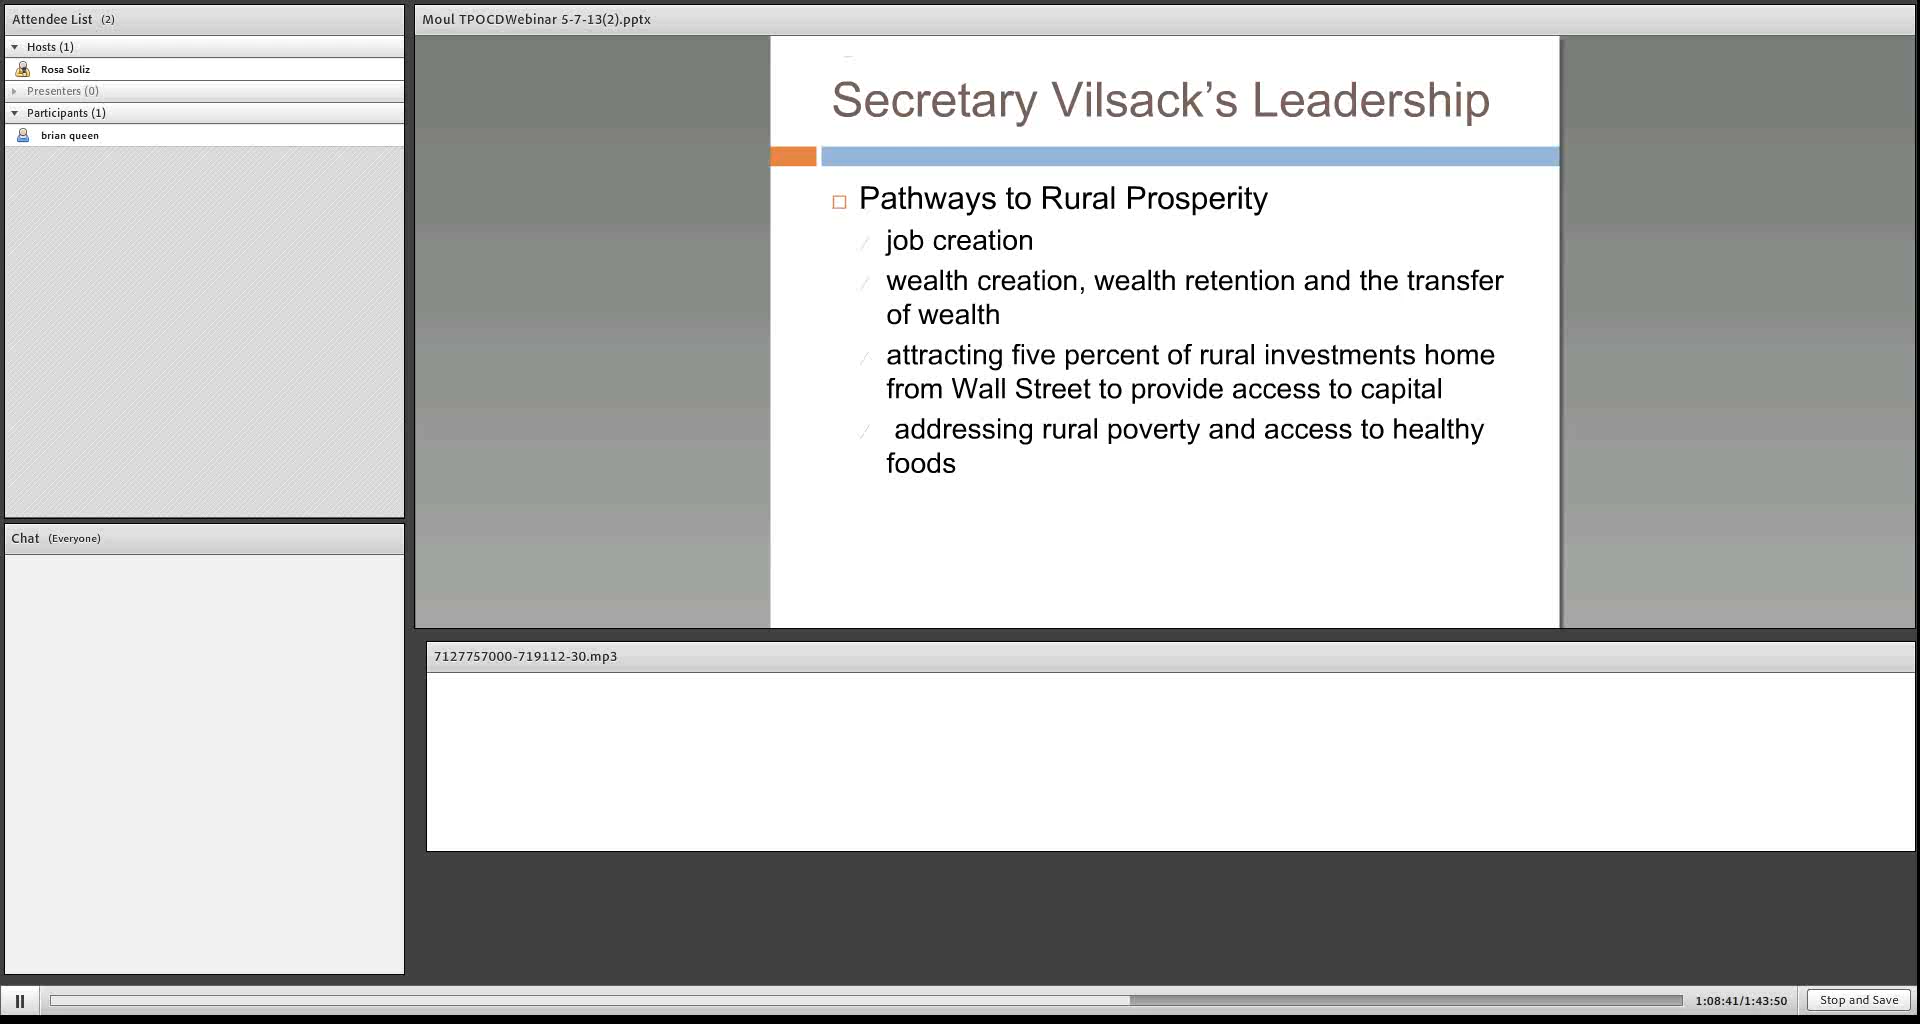 Attendee List (2)
Hosts (1)
Rosa Soliz
Presenters (0)
Participants (1)
brian queen
Chat (Everyone)
Moul TPOCDWebinar 5-7-13(2).pptx
Secretary Vilsack’s Leadership
Pathways to Rural Prosperity
job creation
wealth creation, wealth retention and the transfer
of wealth
attracting five percent of rural investments home
from Wall Street to provide access to capital
addressing rural poverty and access to healthy
foods
7127757000-719112-30.mp3
1:08:41/1:43:50
Stop and Save